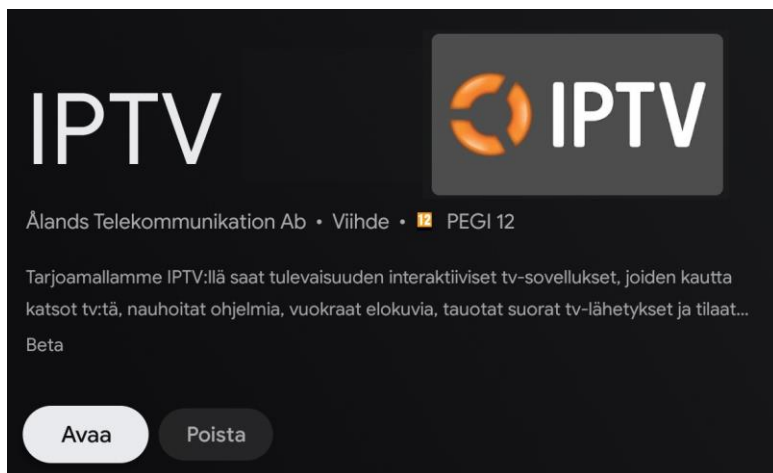 IPTV
IPTV
Ålands Telekommunikation Ab • Viihde • 12 PEGI 12
Tarjoamallamme IPTV:llä saat tulevaisuuden interaktiiviset tv-sovellukset, joiden kautta
katsot tv:tä, nauhoitat ohjelmia, vuokraat elokuvia, tauotat suorat tv-lähetykset ja tilaat...
Beta
Avaa
Poista